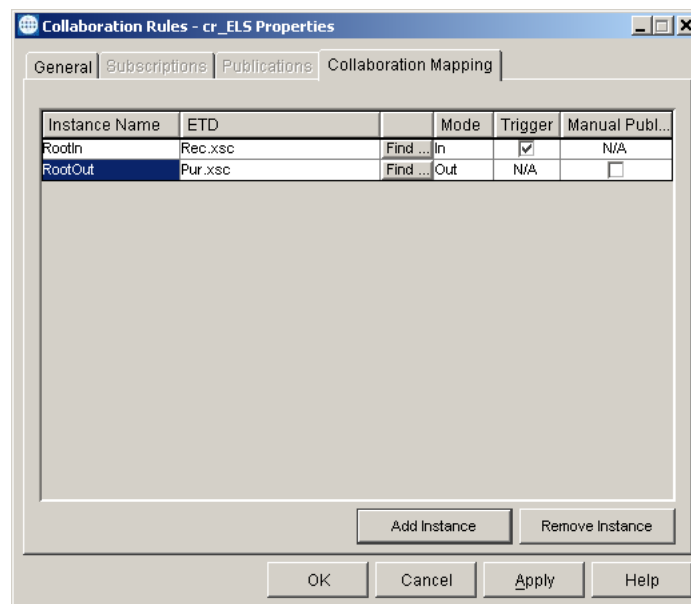 Collaboration Rules - cr_ELS Properties
General Subscriptions Publications Collaboration Mapping
Instance Name ETD Mode Trigger Manual Publ...
RootIn Rec.xsc Find ... In N/A
RootOut Pur.xsc Find ... Out N/A
Add Instance Remove Instance
OK Cancel Apply Help